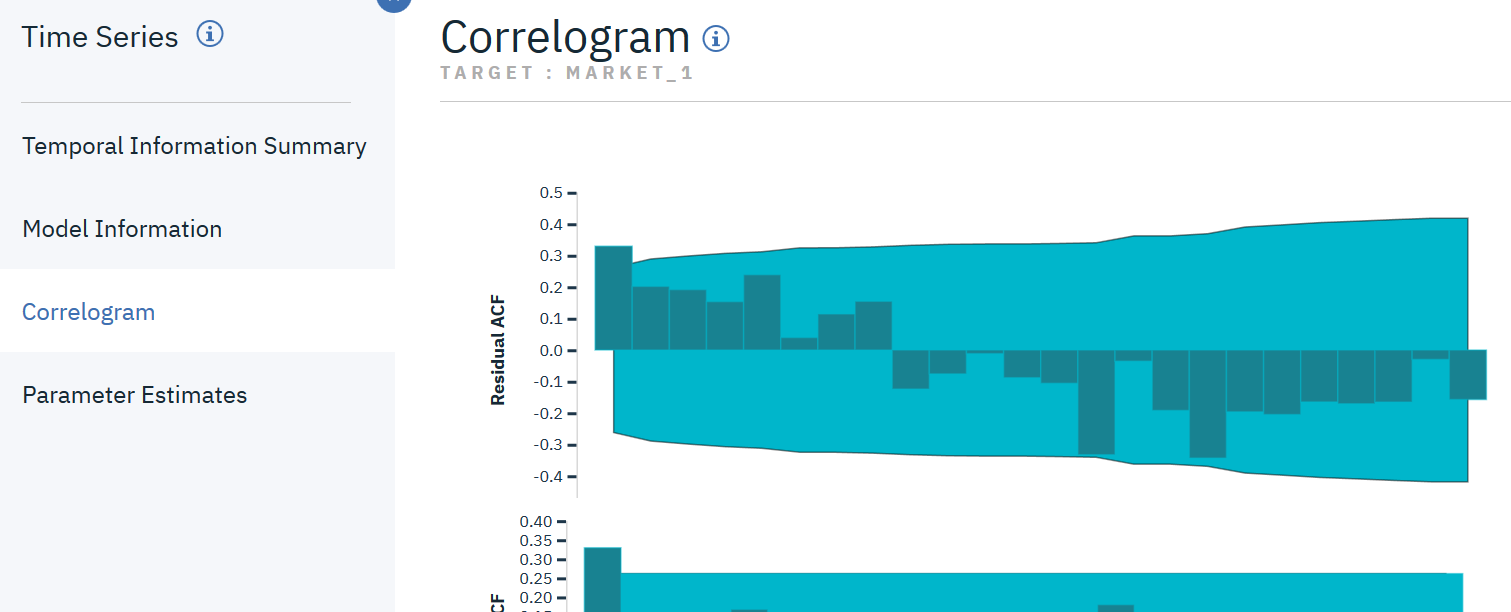 Time Series
Temporal Information Summary
Model Information
Correlogram
Parameter Estimates
Correlogram
TARGET : MARKET_1
Residual ACF
0.5
0.4
0.3
0.2
0.1
0.0
-0.1
-0.2
-0.3
-0.4
0.40
0.35
0.30
0.25
0.20